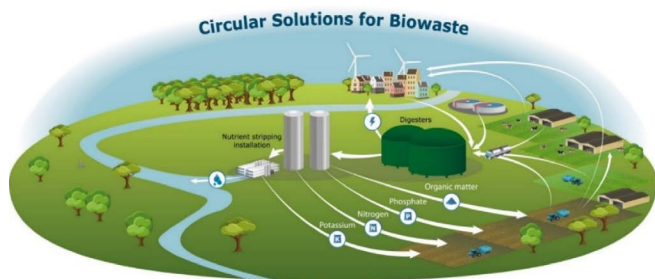 Circular Solutions for Biowaste
Digesters
Nutrient stripping
installation
Organic matter
Phosphate
P
Nitrogen
N
Potassium
K